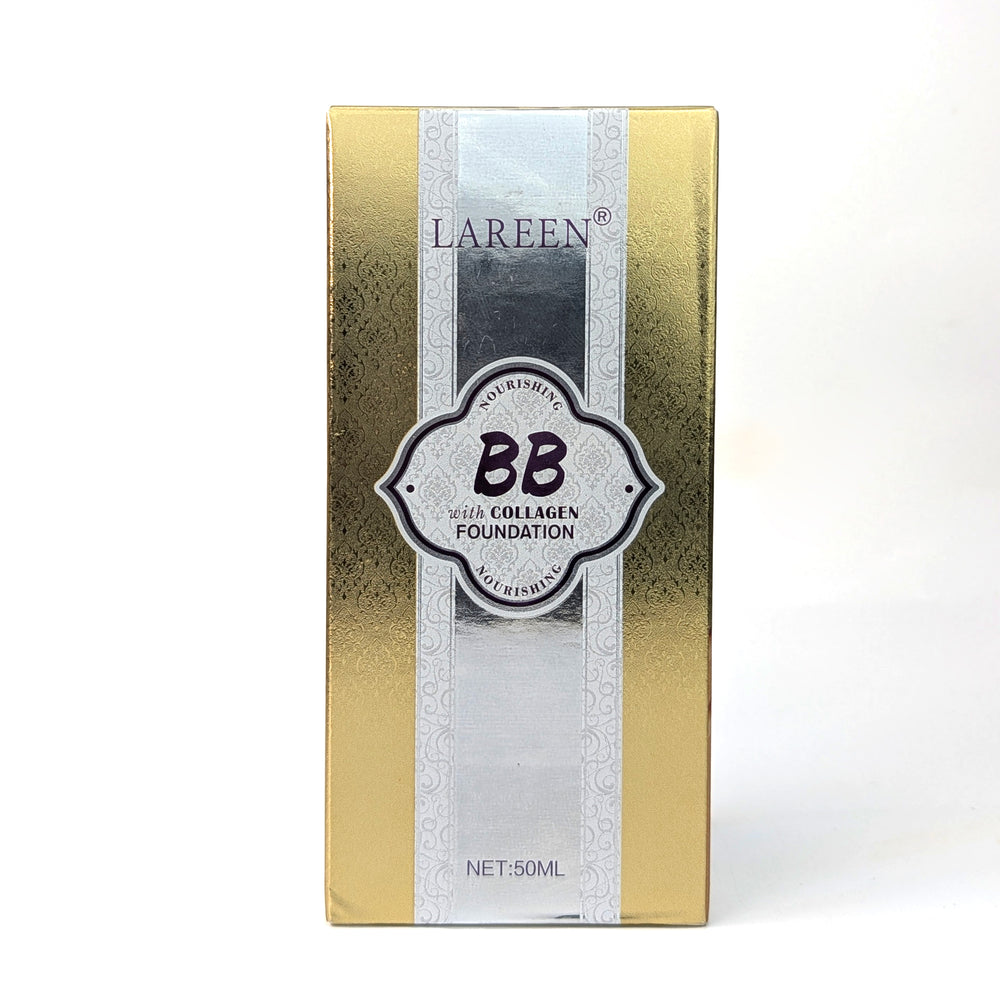 LAREEN®
NOURISHING
BB
with COLLAGEN
FOUNDATION
NOURISHING
NET:50ML